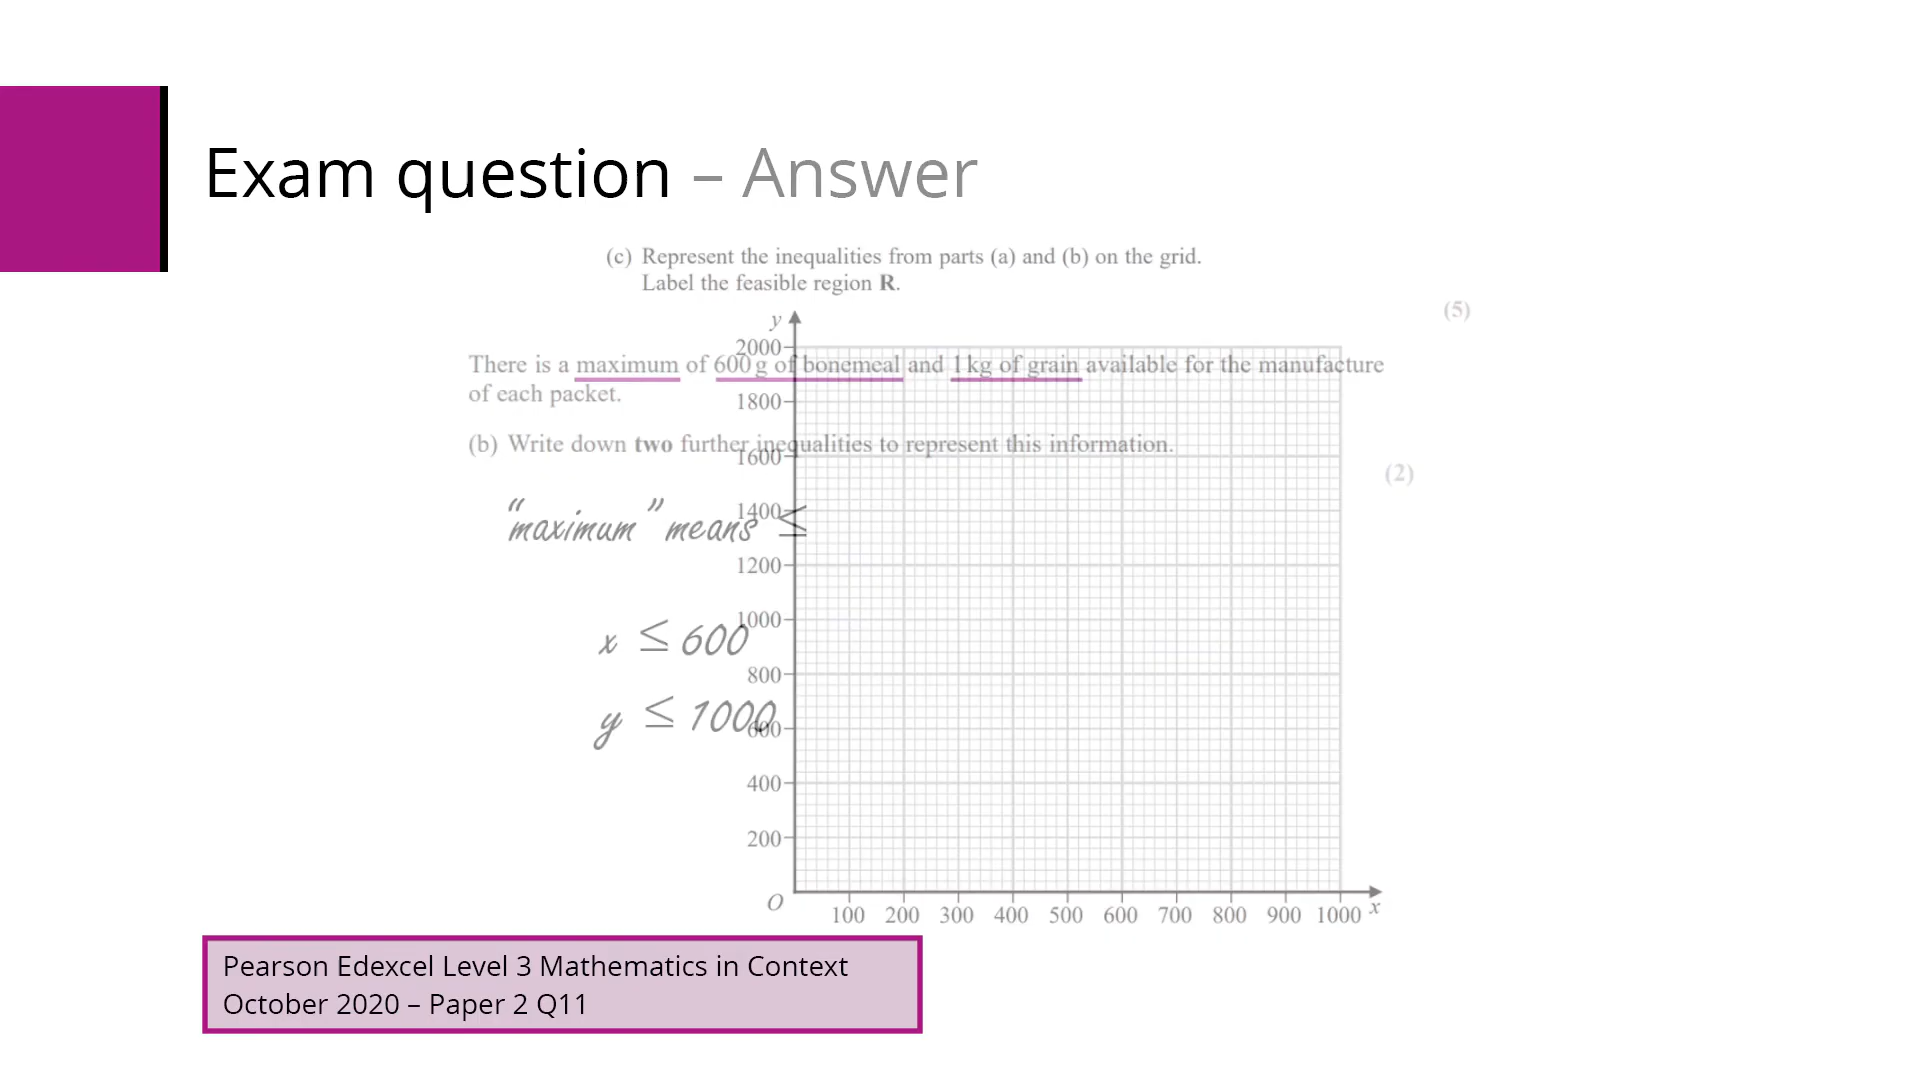 Exam question – Answer
(c) Represent the inequalities from parts (a) and (b) on the grid.
Label the feasible region R.
(5)
There is a maximum of 600 g of bonemeal and 1 kg of grain available for the manufacture
of each packet.
(b) Write down two further inequalities to represent this information.
(2)
“maximum” means ≤
x ≤ 600
y ≤ 1000
y
2000
1800
1600
1400
1200
1000
800
600
400
200
O
100 200 300 400 500 600 700 800 900 1000 x
Pearson Edexcel Level 3 Mathematics in Context
October 2020 – Paper 2 Q11